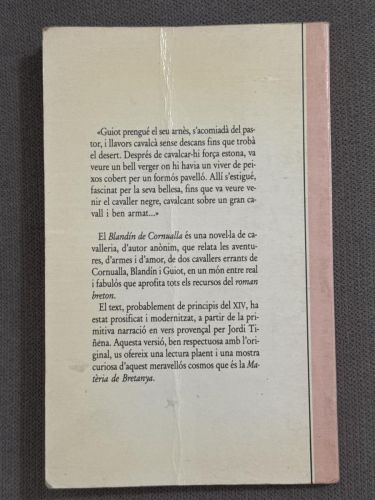 «Guiot prengué el seu arnès, s'acomiadà del pas-
tor, i llavors cavalcà sense descans fins que trobà
el desert. Després de cavalcar-hi força estona, va
veure un bell verger on hi havia un viver de pei-
xos cobert per un formós pavelló. Allí s'estigué,
fascinat per la seva bellesa, fins que va veure ve-
nir el cavaller negre, cavalcant sobre un gran ca-
vall i ben armat...»
El Blandín de Cornualla és una novel·la de ca-
valleria, d'autor anònim, que relata les aventu-
res, d'armes i d'amor, de dos cavallers errants de
Cornualla, Blandín i Guiot, en un món entre real
i fabulós que aprofita tots els recursos del roman
breton.
El text, probablement de principis del XIV, ha
estat prosificat i modernitzat, a partir de la pri-
mitiva narració en vers provençal per Jordi Ti-
ñena. Aquesta versió, ben respectuosa amb l'ori-
ginal, us ofereix una lectura plaent i una mostra
curiosa d'aquest meravellós cosmos que és la Ma-
tèria de Bretanya.